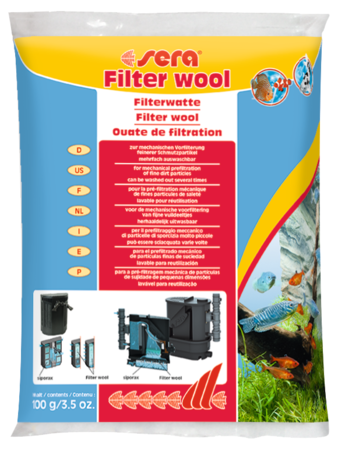 sera®
Filter wool
Filterwatte
Filter wool
Ouate de filtration
D
zur mechanischen Vorfilterung
feinerer Schmutzpartikel
mehrfach auswaschbar
US
for mechanical prefiltration
of fine dirt particles
can be washed out several times
F
pour la pré-filtration mécanique
de fines particules de saleté
lavable pour réutilisation
NL
voor de mechanische voorfiltering
van fijne vuildeeltjes
herhaaldelijk uitwasbaar
I
per il prefiltraggio meccanico
di particelle di sporcizia molto piccole
può essere sciacquata varie volte
E
para el prefiltrado mecánico
de partículas finas de suciedad
lavable para reutilización
P
para a pré-filtragem mecânica de partículas
de sujidade de pequenas dimensões
lavável para reutilização
siporax
Filter wool
siporax
Filter wool
Inhalt / contents / Contenu :
100 g/3.5 oz.